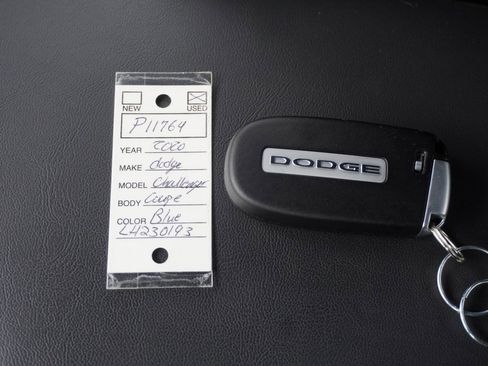 NEW USED
P11764
YEAR 2020
MAKE dodge
MODEL Challenger
BODY Coupe
COLOR Blue
LH230193
DODGE